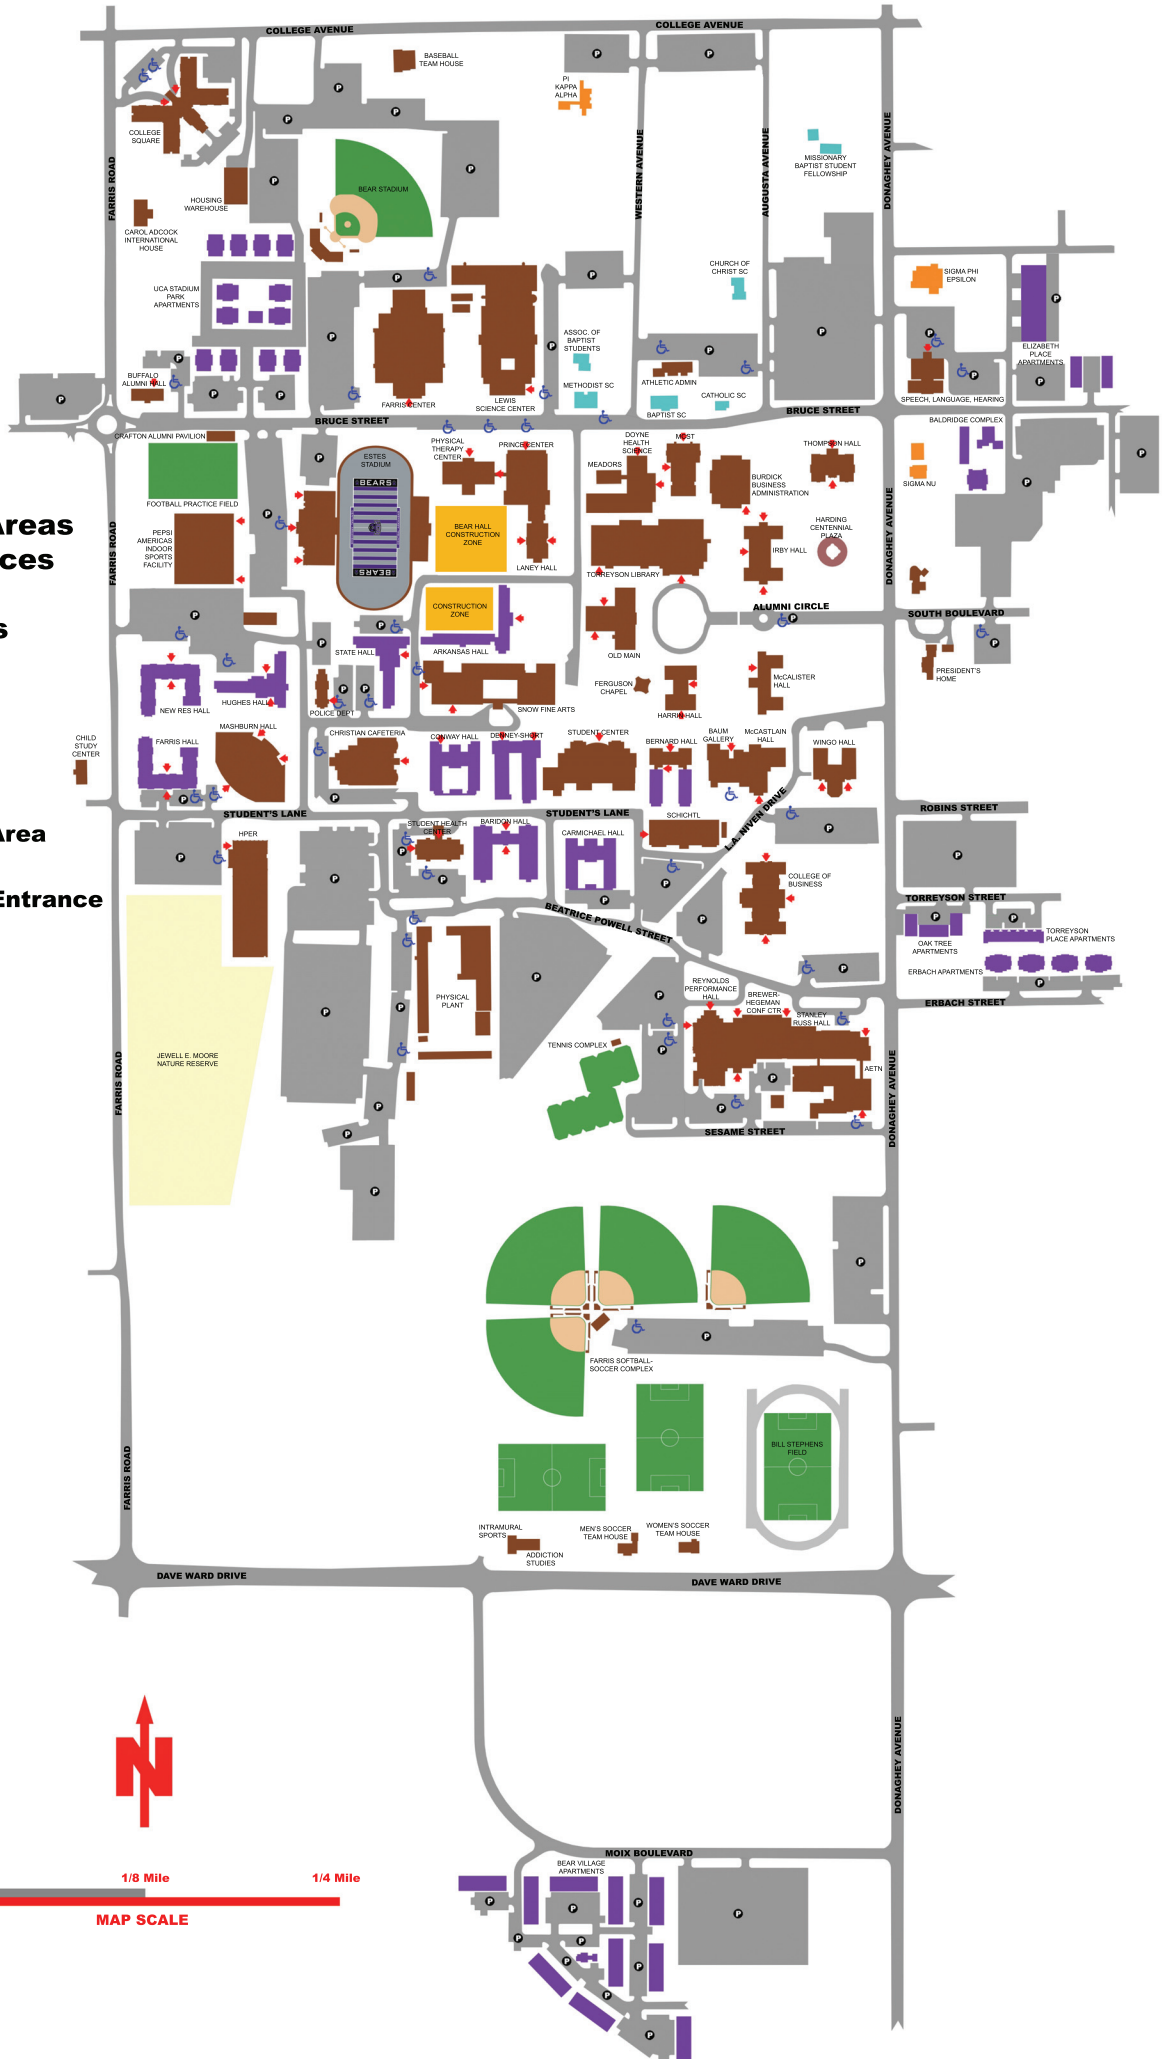 COLLEGE AVENUE
COLLEGE AVENUE
BASEBALL
TEAM HOUSE
PI
KAPPA
ALPHA
COLLEGE
SQUARE
FARRIS ROAD
WESTERN AVENUE
AUGUSTA AVENUE
DONAGHEY AVENUE
MISSIONARY
BAPTIST STUDENT
FELLOWSHIP
BEAR STADIUM
HOUSING
WAREHOUSE
CAROL ADCOCK
INTERNATIONAL
HOUSE
CHURCH OF
CHRIST SC
SIGMA PHI
EPSILON
UCA STADIUM
PARK
APARTMENTS
ASSOC. OF
BAPTIST
STUDENTS
ELIZABETH
PLACE
APARTMENTS
BUFFALO
ALUMNI HALL
METHODIST SC
ATHLETIC ADMIN
CATHOLIC SC
SPEECH, LANGUAGE, HEARING
FARRIS CENTER
LEWIS
SCIENCE CENTER
BAPTIST SC
BRUCE STREET
BRUCE STREET
BALDRIDGE COMPLEX
CRAFTON ALUMNI PAVILION
PHYSICAL
THERAPY
CENTER
PRINCE CENTER
DOYNE
HEALTH
SCIENCE
MCST
THOMPSON HALL
ESTES
STADIUM
MEADORS
BURDICK
BUSINESS
ADMINISTRATION
SIGMA NU
BEARS
FOOTBALL PRACTICE FIELD
Areas
ces
PEPSI
AMERICAS
INDOOR
SPORTS
FACILITY
BEAR HALL
CONSTRUCTION
ZONE
HARDING
CENTENNIAL
PLAZA
FARRIS ROAD
DONAGHEY AVENUE
IRBY HALL
LANEY HALL
TORREYSON LIBRARY
BEARS
CONSTRUCTION
ZONE
ALUMNI CIRCLE
SOUTH BOULEVARD
s
STATE HALL
ARKANSAS HALL
OLD MAIN
PRESIDENT'S
HOME
FERGUSON
CHAPEL
McCALISTER
HALL
HUGHES HALL
NEW RES HALL
POLICE DEPT
SNOW FINE ARTS
HARRIN HALL
MASHBURN HALL
CHRISTIAN CAFETERIA
CONWAY HALL
DENNEY-SHORT
STUDENT CENTER
BERNARD HALL
BAUM
GALLERY
McCASTLAIN
HALL
WINGO HALL
CHILD
STUDY
CENTER
FARRIS HALL
STUDENT'S LANE
STUDENT'S LANE
L.A. NIVEN DRIVE
ROBINS STREET
Area
HPER
STUDENT HEALTH
CENTER
BARIDON HALL
CARMICHAEL HALL
SCHICHTL
COLLEGE OF
BUSINESS
Entrance
TORREYSON STREET
BEATRICE POWELL STREET
OAK TREE
APARTMENTS
TORREYSON
PLACE APARTMENTS
ERBACH APARTMENTS
ERBACH STREET
PHYSICAL
PLANT
REYNOLDS
PERFORMANCE
HALL
BREWER-
HEGEMAN
CONF CTR
STANLEY
RUSS HALL
TENNIS COMPLEX
AETN
JEWELL E. MOORE
NATURE RESERVE
FARRIS ROAD
DONAGHEY AVENUE
SESAME STREET
FARRIS SOFTBALL-
SOCCER COMPLEX
BILL STEPHENS
FIELD
FARRIS ROAD
INTRAMURAL
SPORTS
ADDICTION
STUDIES
MEN'S SOCCER
TEAM HOUSE
WOMEN'S SOCCER
TEAM HOUSE
DAVE WARD DRIVE
DAVE WARD DRIVE
N
DONAGHEY AVENUE
MOIX BOULEVARD
BEAR VILLAGE
APARTMENTS
1/8 Mile
1/4 Mile
MAP SCALE